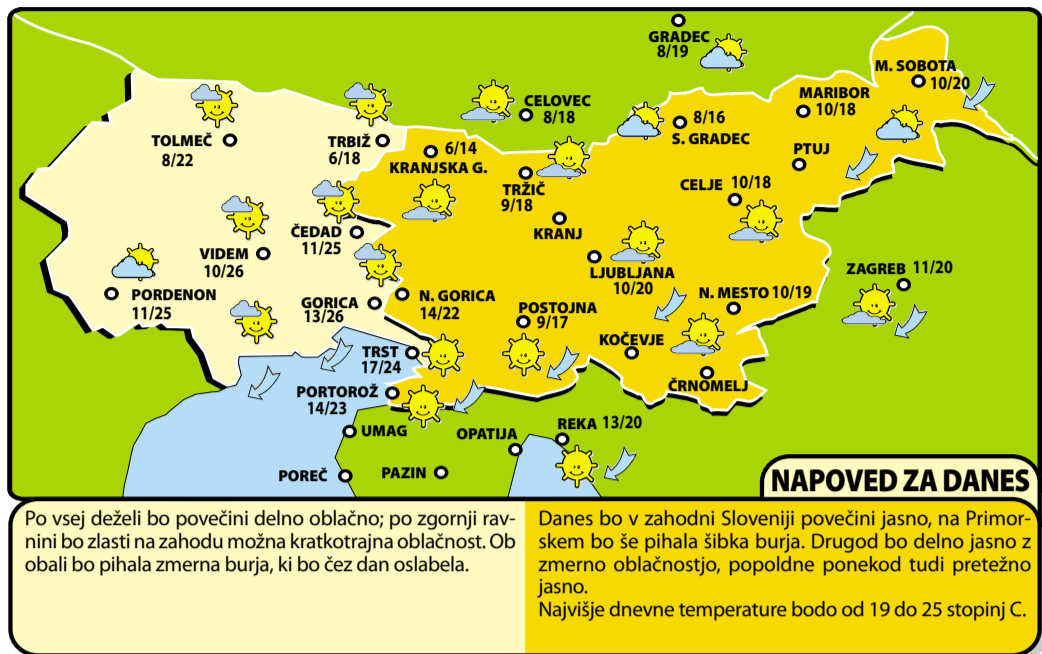 GRADEC
8/19
M. SOBOTA
10/20
MARIBOR
10/18
CELOVEC
8/18
8/16
S. GRADEC
TOLMEČ
8/22
TRBIŽ
6/18
6/14
KRANJSKA G.
PTUJ
TRŽIČ
9/18
CELJE 10/18
KRANJ
ČEDAD
11/25
VIDEM
10/26
LJUBLJANA
10/20
ZAGREB 11/20
PORDENON
11/25
GORICA
13/26
N. GORICA
14/22
N. MESTO 10/19
POSTOJNA
9/17
KOČEVJE
TRST
17/24
ČRNOMELJ
PORTOROŽ
14/23
UMAG
OPATIJA
REKA 13/20
POREČ
PAZIN
NAPOVED ZA DANES
Po vsej deželi bo povečini delno oblačno; po zgornji rav-
nini bo zlasti na zahodu možna kratkotrajna oblačnost. Ob
obali bo pihala zmerna burja, ki bo čez dan oslabela.
Danes bo v zahodni Sloveniji povečini jasno, na Primor-
skem bo še pihala šibka burja. Drugod bo delno jasno z
zmerno oblačnostjo, popoldne ponekod tudi pretežno
jasno.
Najvišje dnevne temperature bodo od 19 do 25 stopinj C.